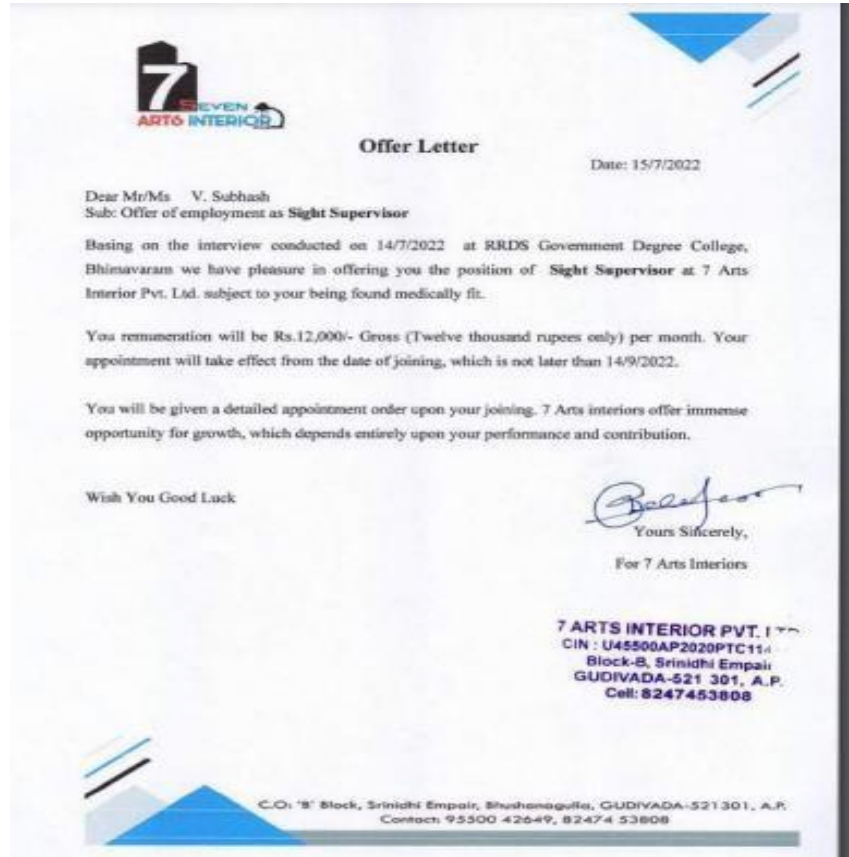 7
SEVEN
ARTS INTERIOR
Offer Letter
Date: 15/7/2022
Dear Mr/Ms V. Subhash
Sub: Offer of employment as Sight Supervisor
Basing on the interview conducted on 14/7/2022 at RRDS Government Degree College,
Bhimavaram we have pleasure in offering you the position of Sight Supervisor at 7 Arts
Interior Pvt. Ltd. subject to your being found medically fit.
You remuneration will be Rs.12,000/- Gross (Twelve thousand rupees only) per month. Your
appointment will take effect from the date of joining, which is not later than 14/9/2022.
You will be given a detailed appointment order upon your joining. 7 Arts interiors offer immense
opportunity for growth, which depends entirely upon your performance and contribution.
Wish You Good Luck
Yours Sincerely,
For 7 Arts Interiors
7 ARTS INTERIOR PVT.
CIN : U45500AP2020PTC114
Block-B, Srinidhi Empair
GUDIVADA-521 301, A.P.
Cell: 8247453808
C.O: 'B' Block, Srinidhi Empair, Bhushanagulla, GUDIVADA-521301, A.P.
Contact: 95500 42649, 82474 53808